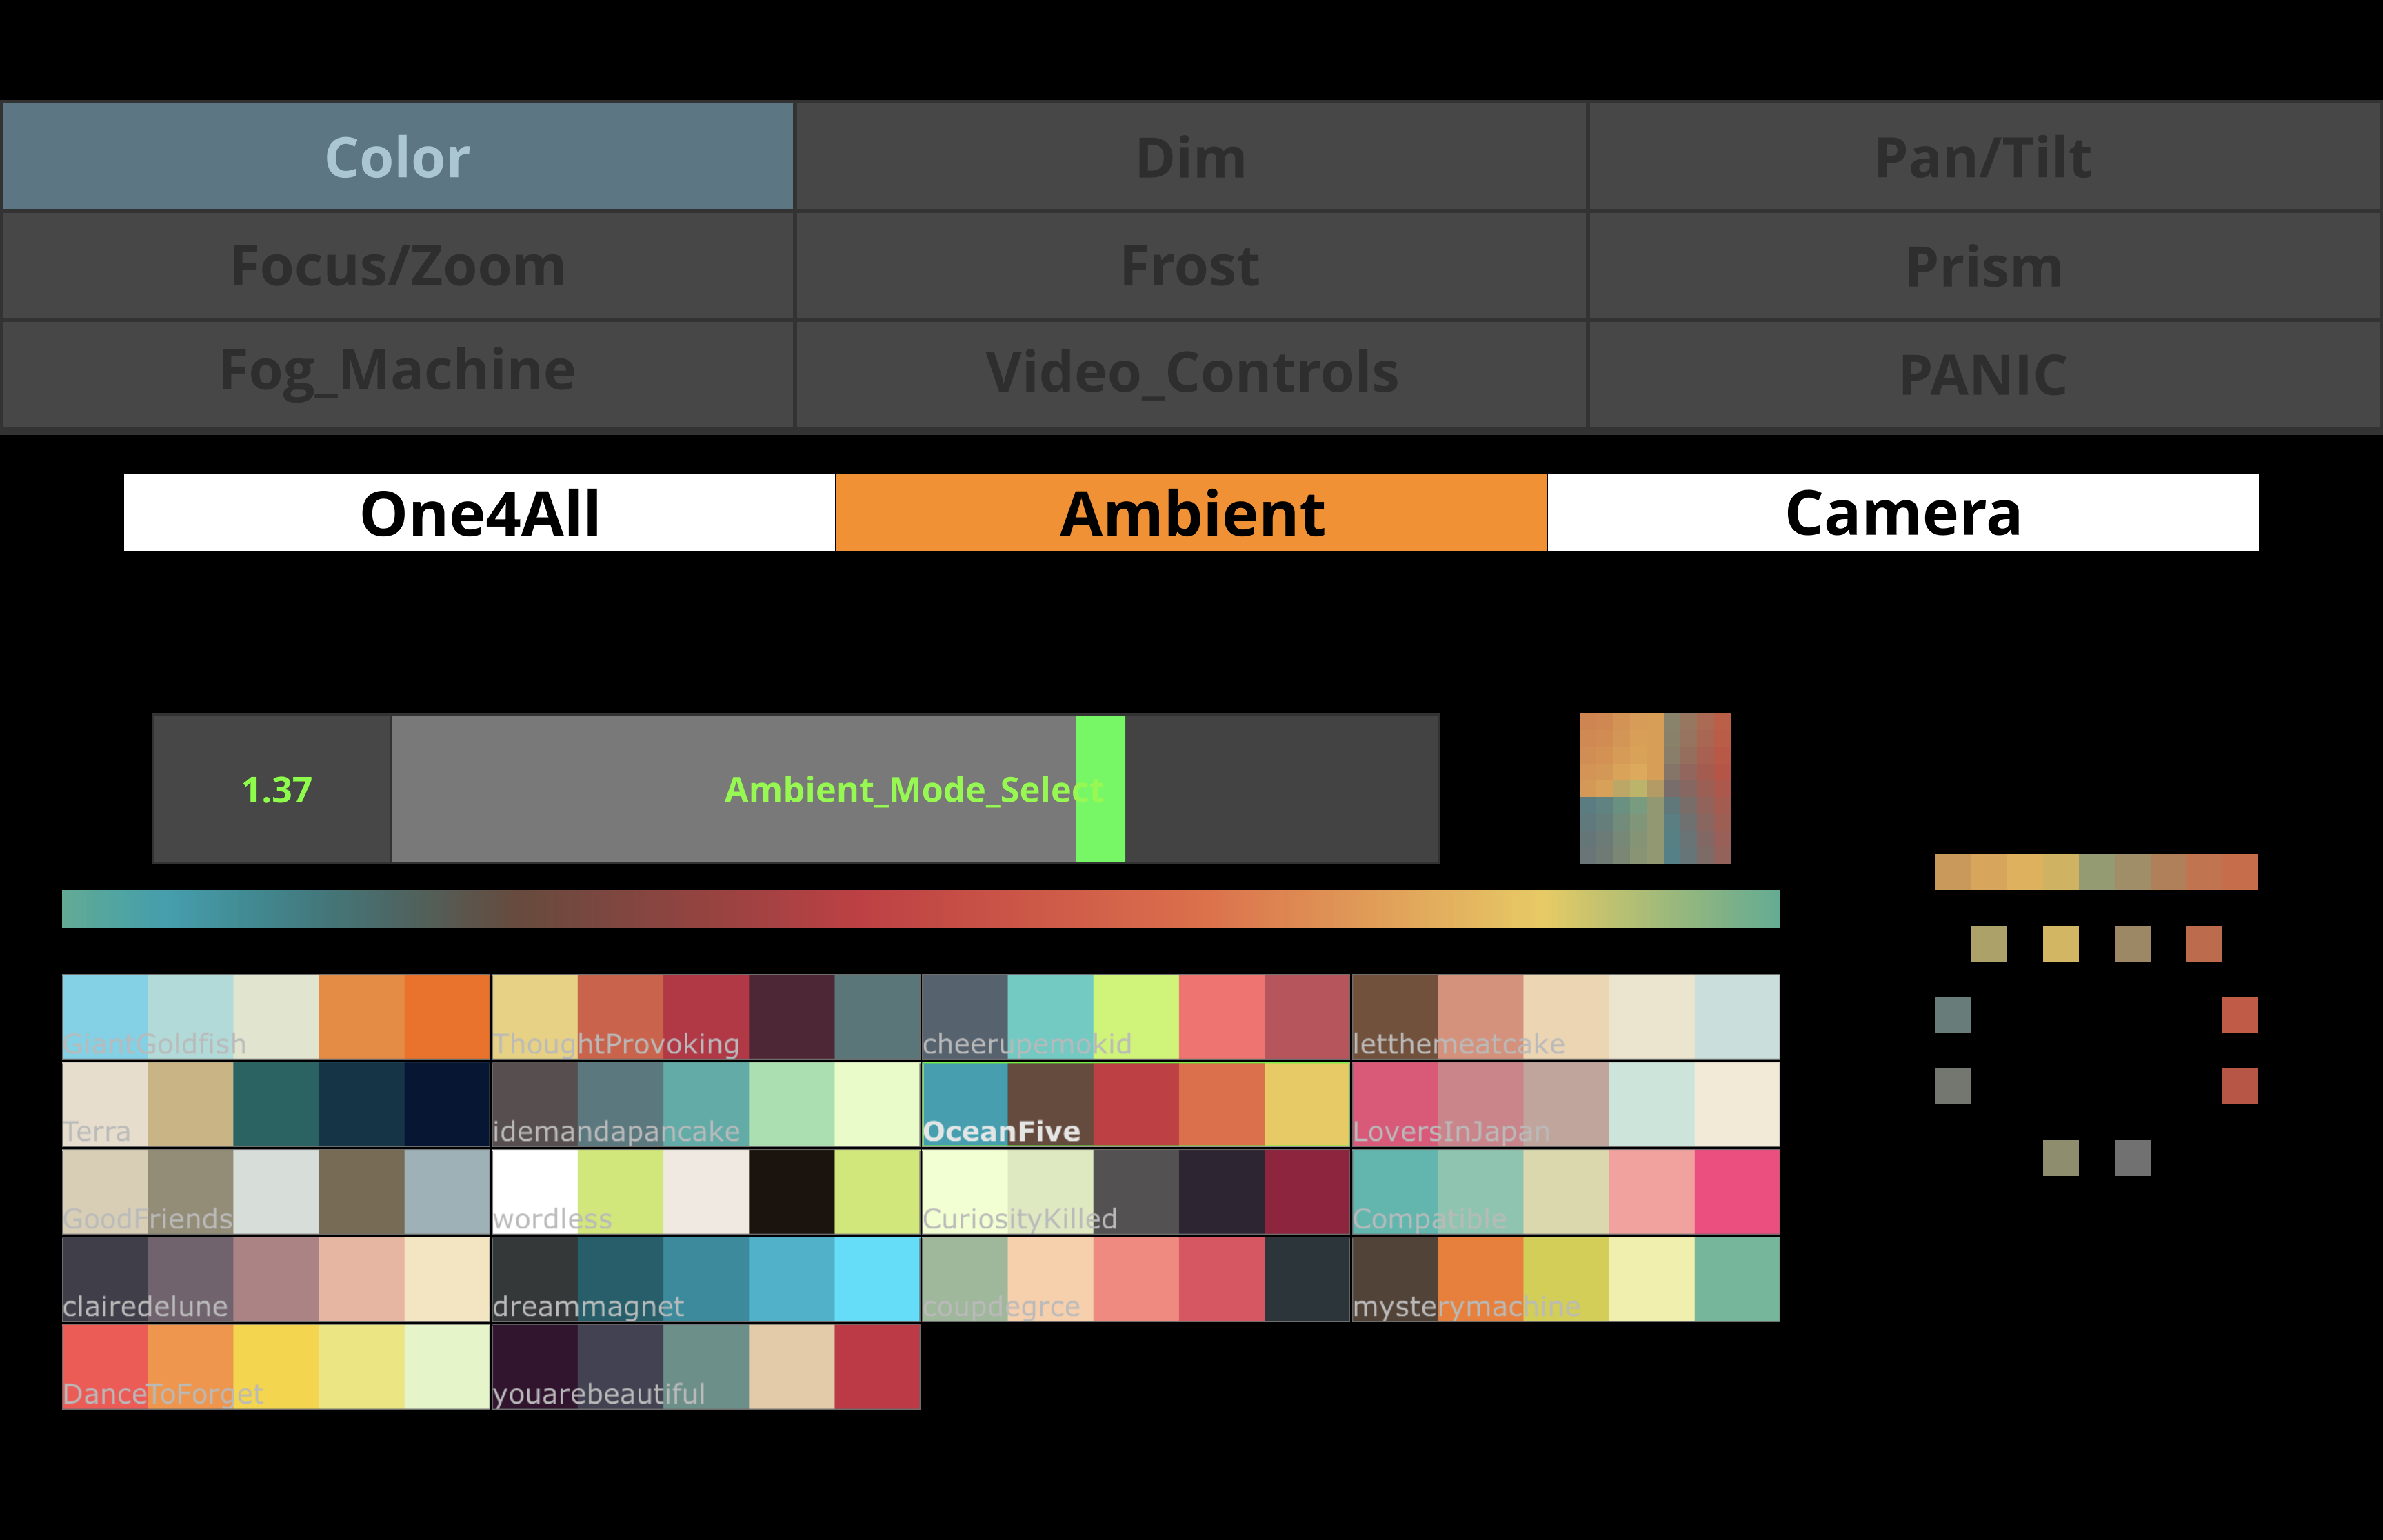 Color Dim Pan/Tilt
Focus/Zoom Frost Prism
Fog_Machine Video_Controls PANIC
One4All Ambient Camera
1.37 Ambient_Mode_Select
GiantGoldfish ThoughtProvoking cheerupemokid letthemeatcake
Terra idemandapancake OceanFive LoversInJapan
GoodFriends wordless CuriosityKilled Compatible
clairedelune dreammagnet coupdegrce mysterymachine
DanceToForget youarebeautiful